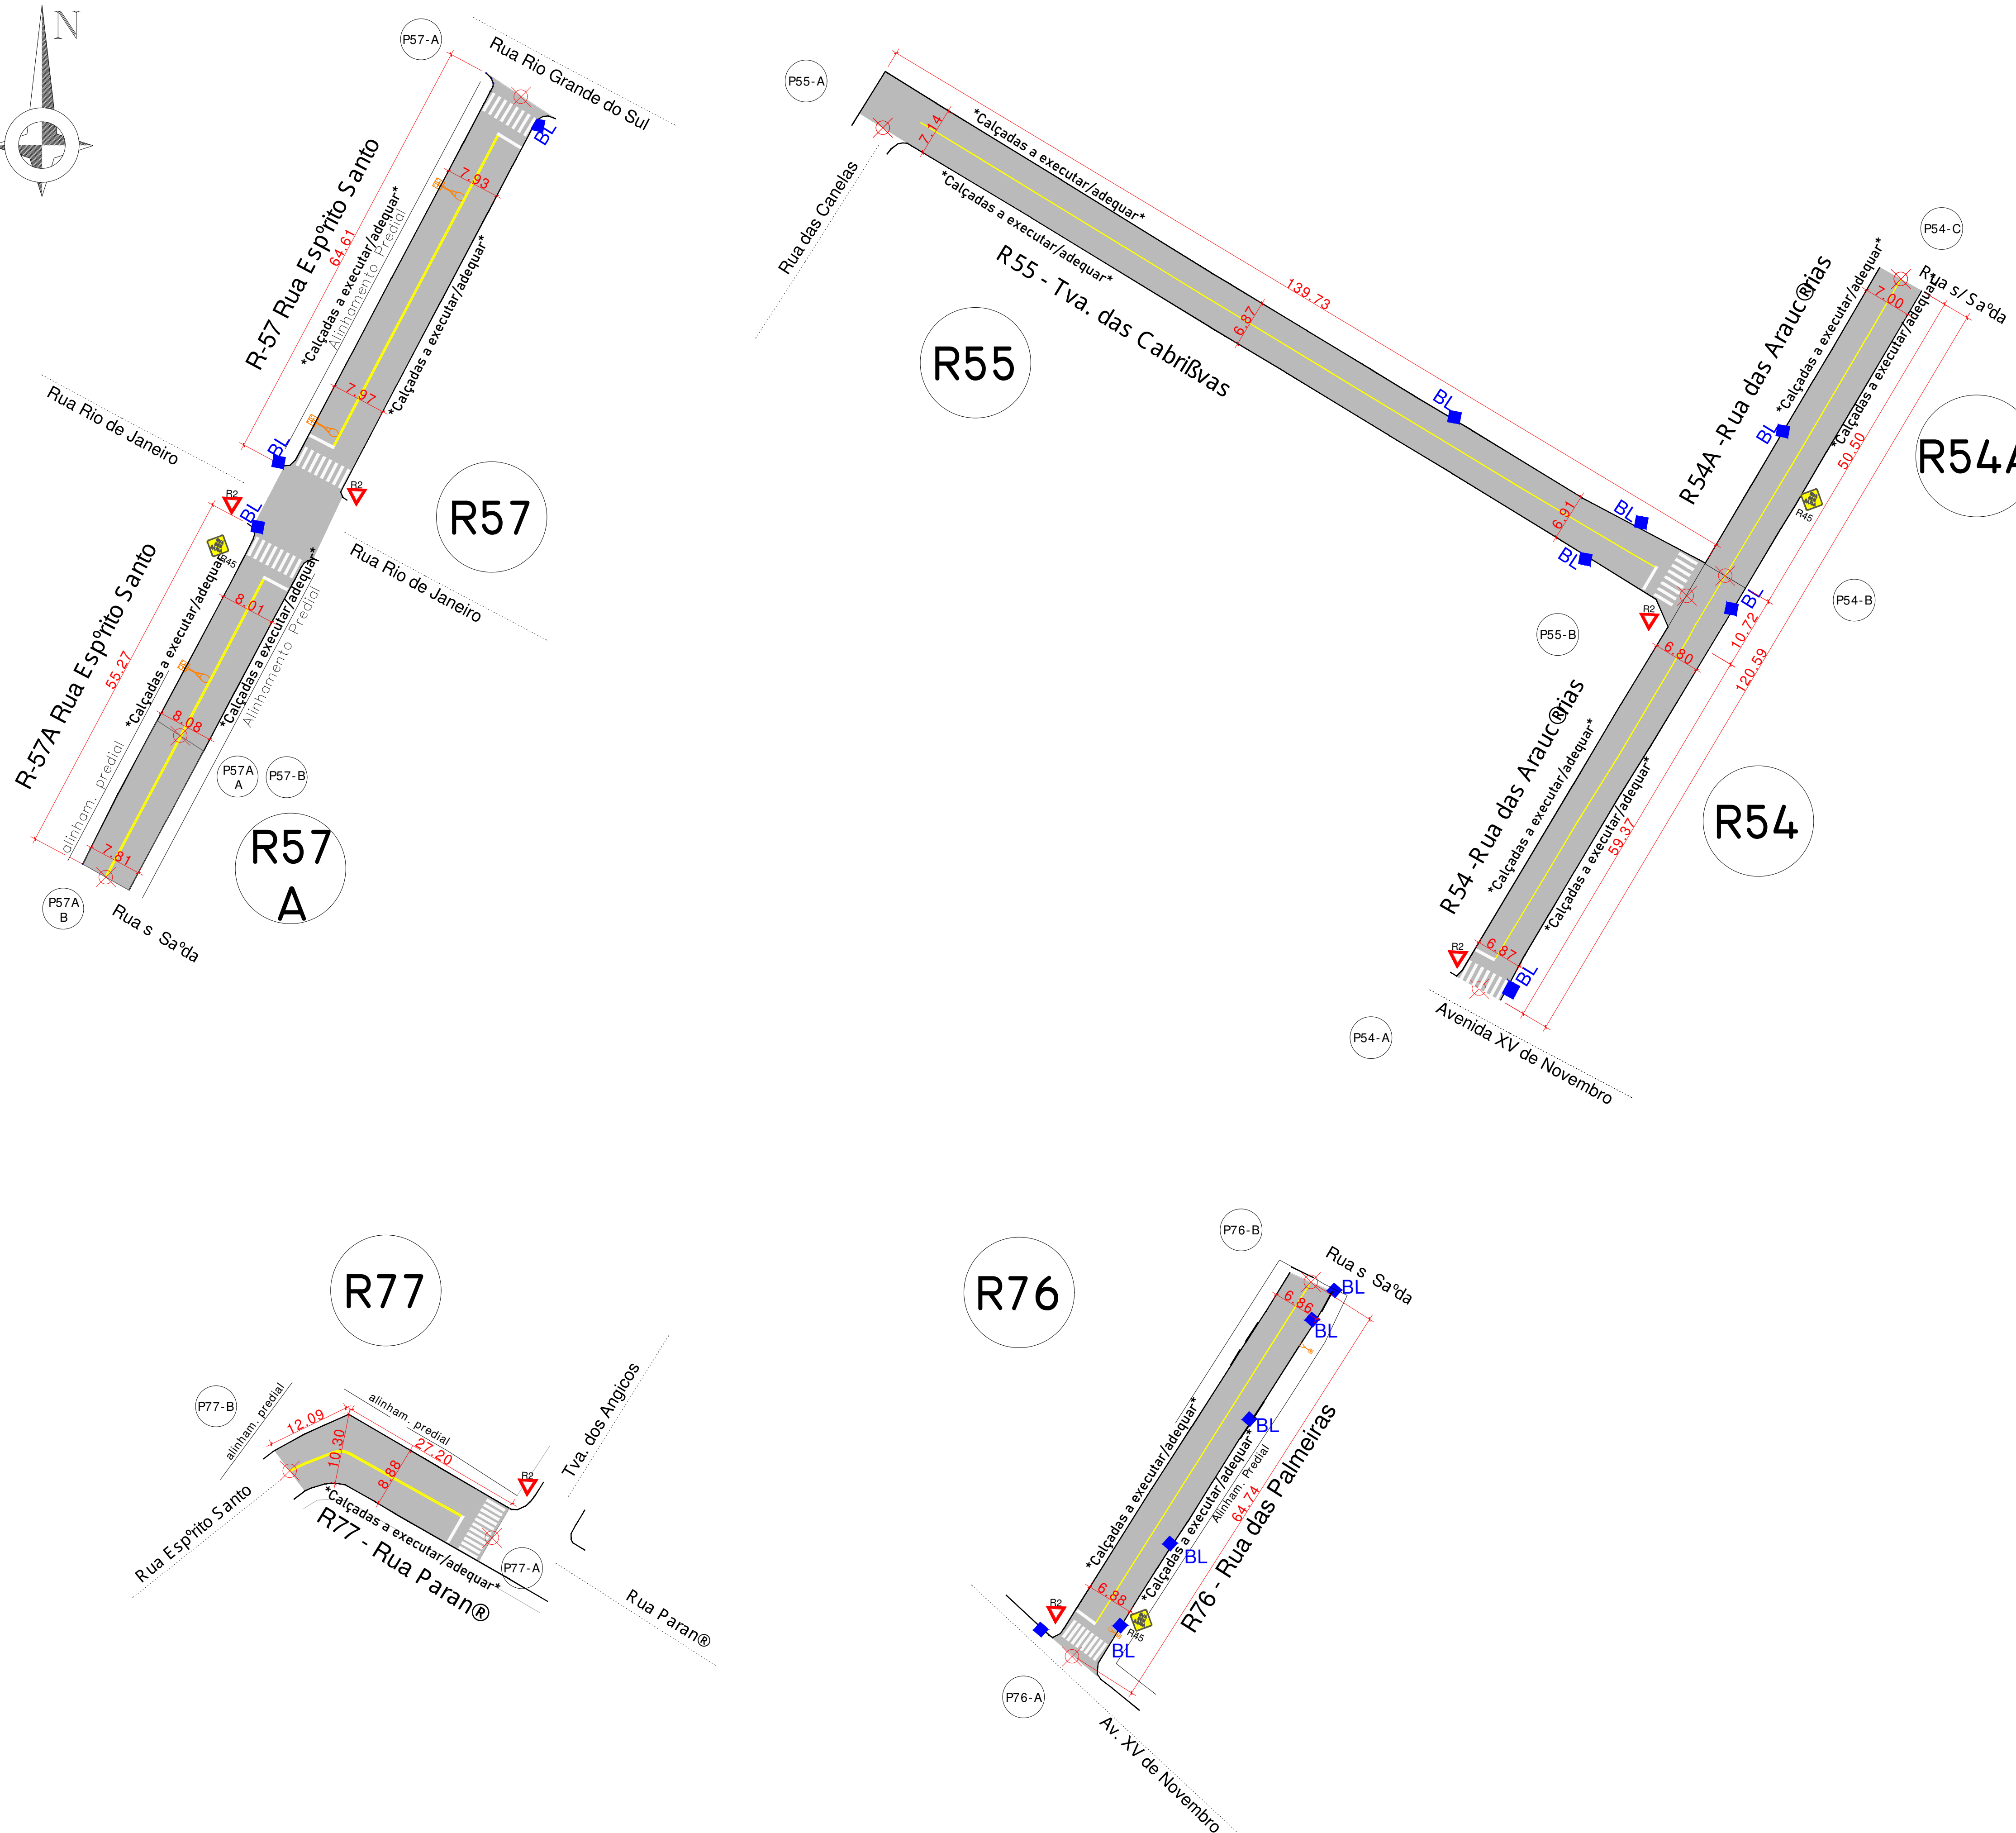 N
P57-A
Rua Rio Grande do Sul
BL
7.93
R-57 Rua Espºrito Santo
64.61
*Calçadas a executar/adequar*
Alinhamento Predial
*Calçadas a executar/adequar*
7.97
BL
Rua Rio de Janeiro
R2
R2
BL
R45
R57
Rua Rio de Janeiro
R-57A Rua Espºrito Santo
55.27
*Calçadas a executar/adequar*
8.01
*Calçadas a executar/adequar*
Alinhamento Predial
8.08
alinham. predial
P57A
A
P57-B
R57
A
7.81
P57A
B
Rua s Saºda
P55-A
7.14
*Calçadas a executar/adequar*
*Calçadas a executar/adequar*
Rua das Canelas
R55 - Tva. das Cabrißvas
139.73
6.87
R55
BL
BL
6.91
BL
R2
P55-B
P54-C
Rua s/Saºda
7.00
*Calçadas a executar/adequar*
*Calçadas a executar/adequar*
R54A -Rua das Arauc®rias
BL
50.50
R54A
R45
P54-B
BL
10.72
6.80
120.59
R54 -Rua das Arauc®rias
*Calçadas a executar/adequar*
*Calçadas a executar/adequar*
59.37
R54
6.87
R2
BL
P54-A
Avenida XV de Novembro
R77
P77-B
alinham. predial
12.09
alinham. predial
10.30
27.20
8.88
R2
Tva. dos Angicos
Rua Espºrito Santo
*Calçadas a executar/adequar*
R77 - Rua Paran®
P77-A
Rua Paran®
R76
P76-B
Rua s Saºda
BL
6.86
BL
BL
*Calçadas a executar/adequar*
*Calçadas a executar/adequar*
Alinham. Predial
64.74
R76 - Rua das Palmeiras
BL
6.88
R2
R45
BL
P76-A
Av. XV de Novembro